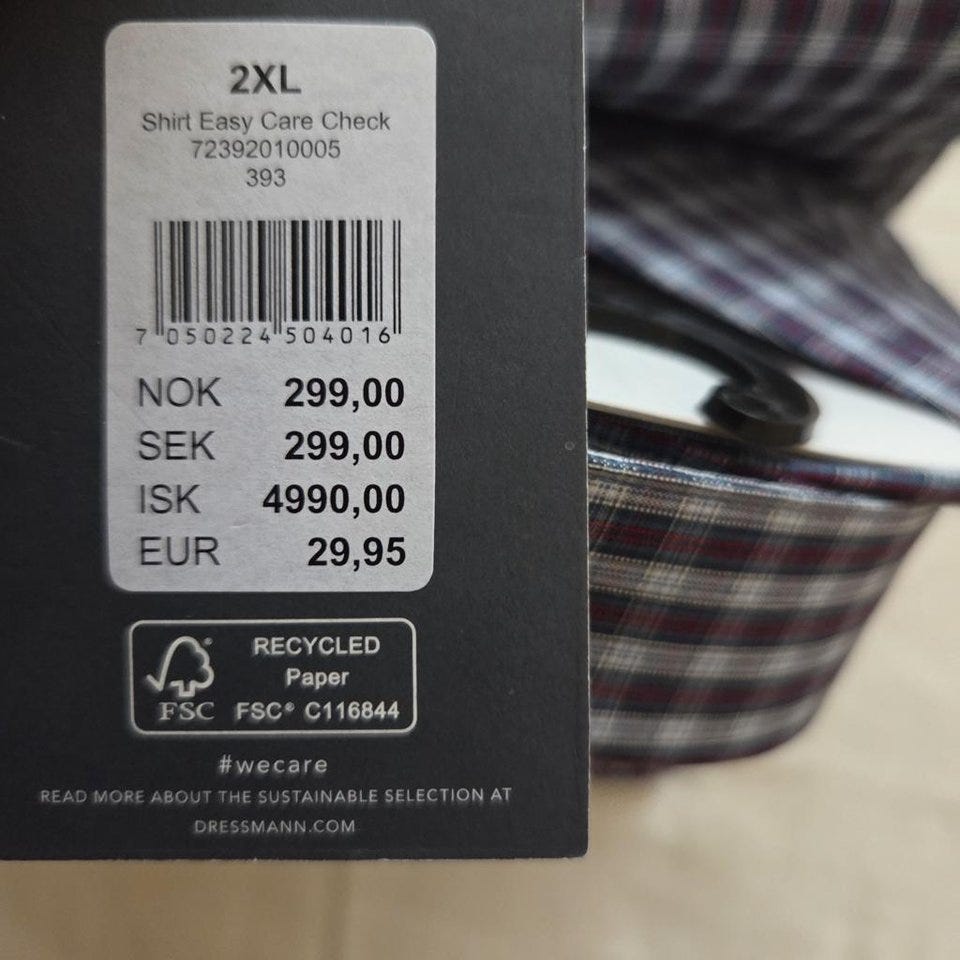 2XL
Shirt Easy Care Check
72392010005
393
7 050224 504016
NOK 299,00
SEK 299,00
ISK 4990,00
EUR 29,95
RECYCLED
Paper
FSC® C116844
FSC
#wecare
READ MORE ABOUT THE SUSTAINABLE SELECTION AT
DRESSMANN.COM